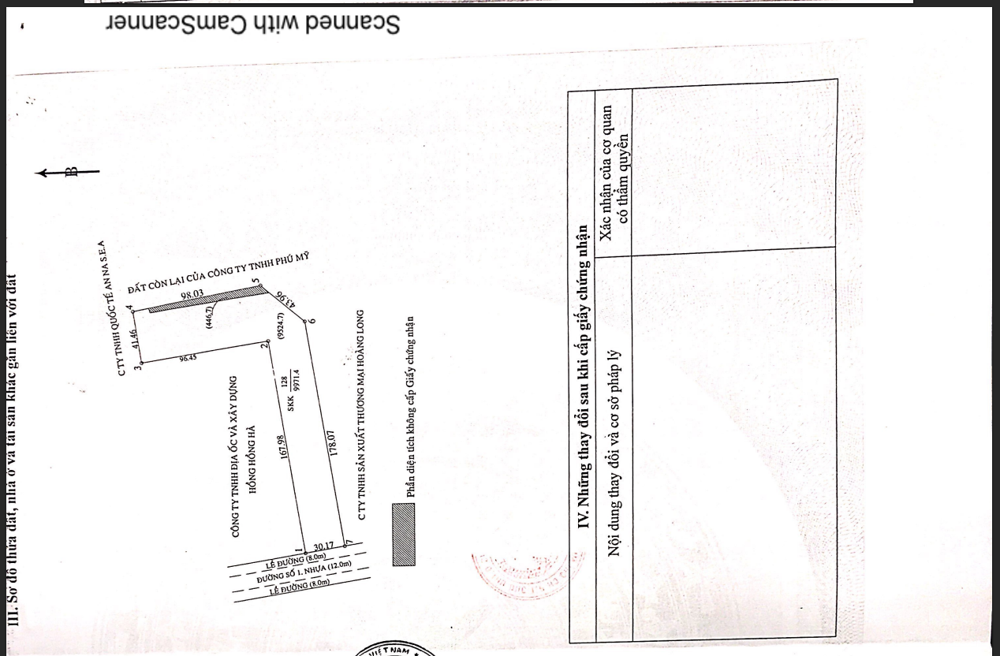 Scanned with CamScanner
III. Sơ đồ thửa đất, nhà ở và tài sản khác gắn liền với đất
B
CTY TNHH QUỐC TẾ AN NA S.E.A
ĐẤT CÒN LẠI CỦA CÔNG TY TNHH PHÚ MỸ
4
41.46
3
98.03
(446.7)
5
43.96
96.45
2
(9524.7)
6
CÔNG TY TNHH ĐỊA ỐC VÀ XÂY DỰNG
HỒNG HỒNG HÀ
SKK 128
9971.4
167.98
178.07
CTY TNHH SẢN XUẤT THƯƠNG MẠI HOÀNG LONG
1
30.17
7
LỀ ĐƯỜNG (8.0m)
ĐƯỜNG SỐ 1. NHỰA (12.0m)
LỀ ĐƯỜNG (8.0m)
Phần diện tích không cấp Giấy chứng nhận
IV. Những thay đổi sau khi cấp giấy chứng nhận
Nội dung thay đổi và cơ sở pháp lý
Xác nhận của cơ quan
có thẩm quyền
VIỆT NAM